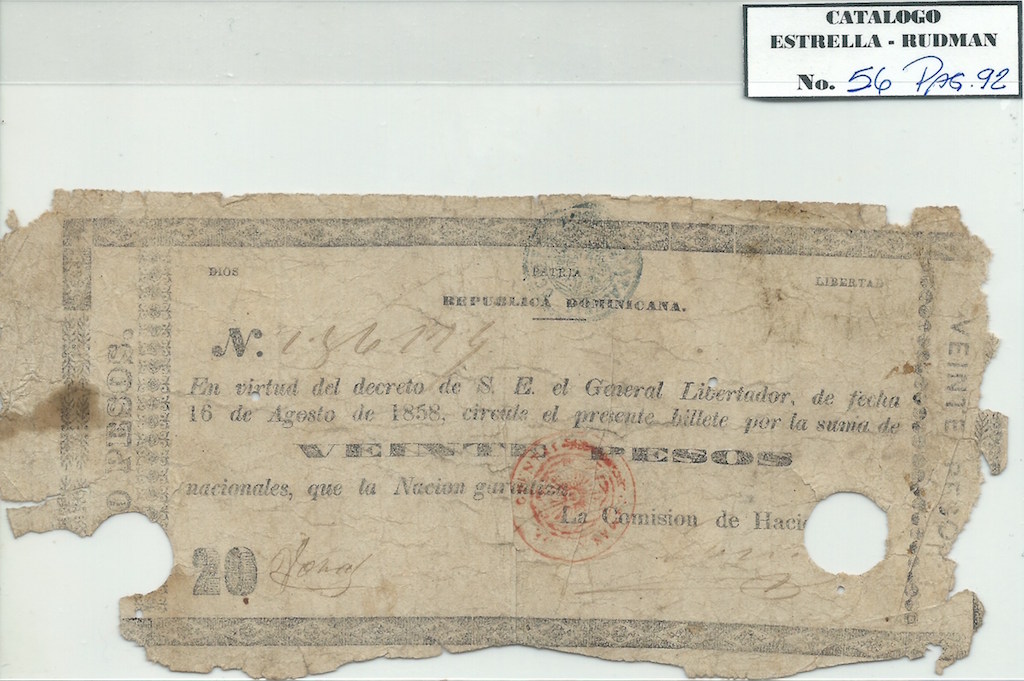 CATALOGO
ESTRELLA - RUDMAN
No. 56 Pag. 92
DIOS PATRIA LIBERTAD
REPUBLICA DOMINICANA.
N.
En virtud del decreto de S. E. el General Libertador, de fecha
16 de Agosto de 1858, circule el presente billete por la suma de
VEINTE PESOS
nacionales, que la Nacion garantiza.
La Comision de Haci
20
O PESOS.
VEINTE PESOS